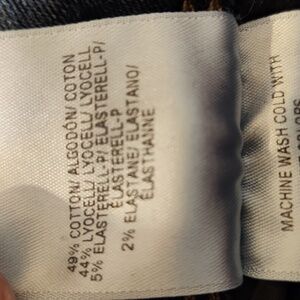 49% COTTON/ ALGODÓN/ COTON
44% LYOCELL/ LYOCELL/ LYOCELL
5% ELASTERELL-P/ ELASTERELL-P/
ELASTERELL-P
2% ELASTANE/ ELASTANO/
ÉLASTHANNE
MACHINE WASH COLD WITH